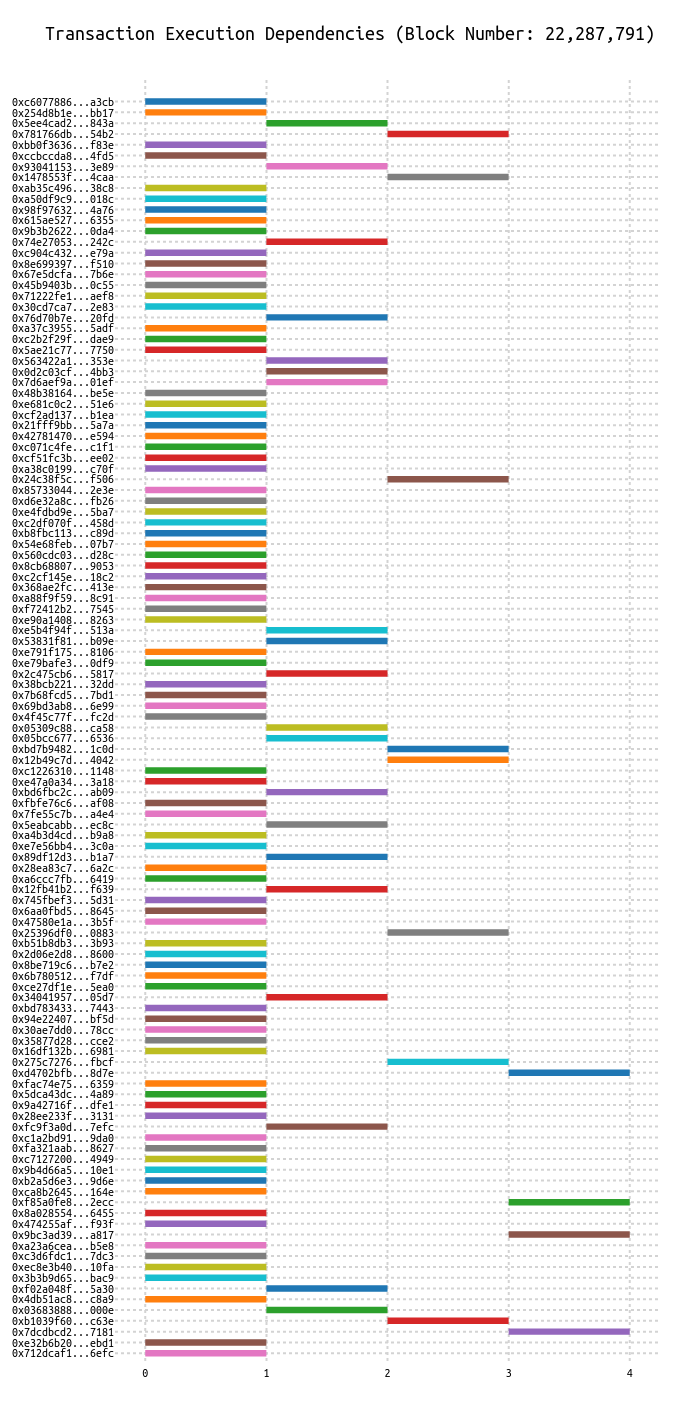 Transaction Execution Dependencies (Block Number: 22,287,791)
0xc6077886...a3cb
0x254d8b1e...bb17
0x5ee4cad2...843a
0x781766db...54b2
0xbb0f3636...f83e
0xccbccda8...4fd5
0x93041153...3e89
0x1478553f...4caa
0xab35c496...38c8
0xa50df9c9...018c
0x98f97632...4a76
0x615ae527...6355
0x9b3b2622...0da4
0x74e27053...242c
0xc904c432...e79a
0x8e699397...f510
0x67e5dcfa...7b6e
0x45b9403b...0c55
0x71222fe1...aef8
0x30cd7ca7...2e83
0x76d70b7e...20fd
0xa37c3955...5adf
0xc2b2f29f...dae9
0x5ae21c77...7750
0x563422a1...353e
0x0d2c03cf...4bb3
0x7d6aef9a...01ef
0x48b38164...be5e
0xe681c0c2...51e6
0xcf2ad137...b1ea
0x21fff9bb...5a7a
0x42781470...e594
0xc071c4fe...c1f1
0xcf51fc3b...ee02
0xa38c0199...c70f
0x24c38f5c...f506
0x85733044...2e3e
0xd6e32a8c...fb26
0xe4fdbd9e...5ba7
0xc2df070f...458d
0xb8fbc113...c89d
0x54e68feb...07b7
0x560cdc03...d28c
0x8cb68807...9053
0xc2cf145e...18c2
0x368ae2fc...413e
0xa88f9f59...8c91
0xf72412b2...7545
0xe90a1408...8263
0xe5b4f94f...513a
0x53831f81...b09e
0xe791f175...8106
0xe79bafe3...0df9
0x2c475cb6...5817
0x38bcb221...32dd
0x7b68fcd5...7bd1
0x69bd3ab8...6e99
0x4f45c77f...fc2d
0x05309c88...ca58
0x05bcc677...6536
0xbd7b9482...1c0d
0x12b49c7d...4042
0xc1226310...1148
0xe47a0a34...3a18
0xbd6fbc2c...ab09
0xfbfe76c6...af08
0x7fe55c7b...a4e4
0x5eabcabb...ec8c
0xa4b3d4cd...b9a8
0xe7e56bb4...3c0a
0x89df12d3...b1a7
0x28ea83c7...6a2c
0xa6ccc7fb...6419
0x12fb41b2...f639
0x745fbef3...5d31
0x6aa0fbd5...8645
0x47580e1a...3b5f
0x25396df0...0883
0xb51b8db3...3b93
0x2d06e2d8...8600
0x8be719c6...b7e2
0x6b780512...f7df
0xce27df1e...5ea0
0x34041957...05d7
0xbd783433...7443
0x94e22407...bf5d
0x30ae7dd0...78cc
0x35877d28...cce2
0x16df132b...6981
0x275c7276...fbcf
0xd4702bfb...8d7e
0xfac74e75...6359
0x5dca43dc...4a89
0x9a42716f...dfe1
0x28ee233f...3131
0xfc9f3a0d...7efc
0xc1a2bd91...9da0
0xfa321aab...8627
0xc7127200...4949
0x9b4d66a5...10e1
0xb2a5d6e3...9d6e
0xca8b2645...164e
0xf85a0fe8...2ecc
0x8a028554...6455
0x474255af...f93f
0x9bc3ad39...a817
0xa23a6cea...b5e8
0xc3d6fdc1...7dc3
0xec8e3b40...10fa
0x3b3b9d65...bac9
0xf02a048f...5a30
0x4db51ac8...c8a9
0x03683888...000e
0xb1039f60...c63e
0x7dcdbcd2...7181
0xe32b6b20...ebd1
0x712dcaf1...6efc
0 1 2 3 4